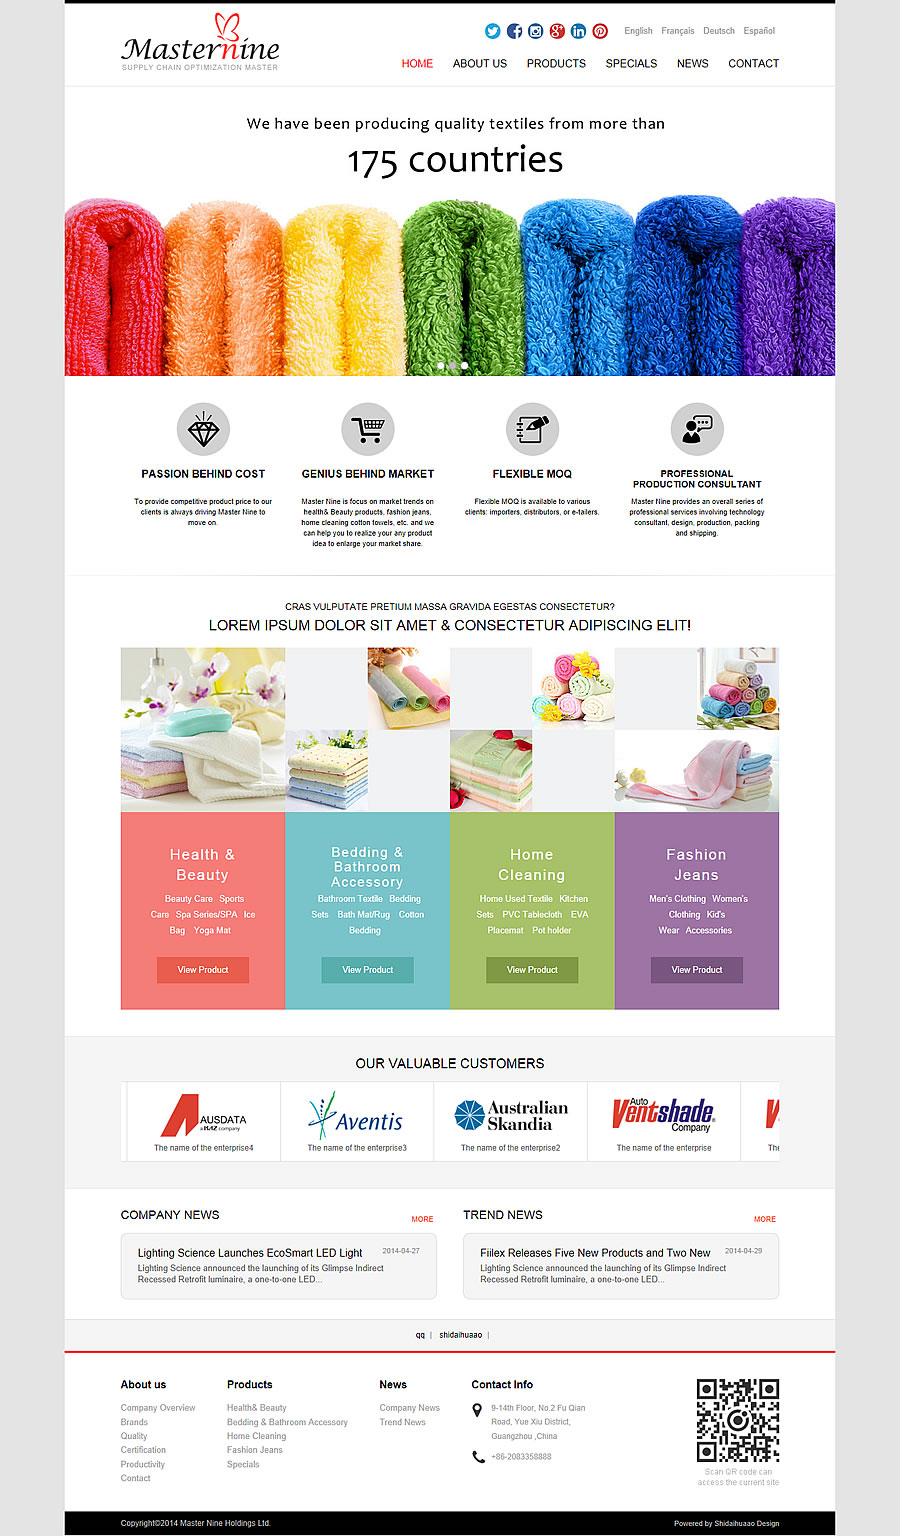 Masternine
SUPPLY CHAIN OPTIMIZATION MASTER
English Français Deutsch Español
HOME ABOUT US PRODUCTS SPECIALS NEWS CONTACT
We have been producing quality textiles from more than
175 countries
PASSION BEHIND COST
To provide competitive product price to our
clients is always driving Master Nine to
move on.
GENIUS BEHIND MARKET
Master Nine is focus on market trends on
health& Beauty products, fashion jeans,
home cleaning cotton towels, etc. and we
can help you to realize your any product
idea to enlarge your market share.
FLEXIBLE MOQ
Flexible MOQ is available to various
clients: importers, distributors, or e-tailers.
PROFESSIONAL
PRODUCTION CONSULTANT
Master Nine provides an overall series of
professional services involving technology
consultant, design, production, packing
and shipping.
CRAS VULPUTATE PRETIUM MASSA GRAVIDA EGESTAS CONSECTETUR?
LOREM IPSUM DOLOR SIT AMET & CONSECTETUR ADIPISCING ELIT!
Health &
Beauty
Beauty Care Sports
Care Spa Series/SPA Ice
Bag Yoga Mat
View Product
Bedding &
Bathroom
Accessory
Bathroom Textile Bedding
Sets Bath Mat/Rug Cotton
Bedding
View Product
Home
Cleaning
Home Used Textile Kitchen
Sets PVC Tablecloth EVA
Placemat Pot holder
View Product
Fashion
Jeans
Men's Clothing Women's
Clothing Kid's
Wear Accessories
View Product
OUR VALUABLE CUSTOMERS
AUSDATA
a KAZ company
The name of the enterprise4
Aventis
The name of the enterprise3
Australian
Skandia
The name of the enterprise2
Auto
Ventshade®
Company
The name of the enterprise
V
The
COMPANY NEWS
MORE
Lighting Science Launches EcoSmart LED Light 2014-04-27
Lighting Science announced the launching of its Glimpse Indirect
Recessed Retrofit luminaire, a one-to-one LED...
TREND NEWS
MORE
Fiilex Releases Five New Products and Two New 2014-04-29
Lighting Science announced the launching of its Glimpse Indirect
Recessed Retrofit luminaire, a one-to-one LED...
qq | shidaihuaao |
About us
Company Overview
Brands
Quality
Certification
Productivity
Contact
Products
Health& Beauty
Bedding & Bathroom Accessory
Home Cleaning
Fashion Jeans
Specials
News
Company News
Trend News
Contact Info
9-14th Floor, No.2 Fu Qian
Road, Yue Xiu District,
Guangzhou ,China
+86-2083358888
Scan QR code can
access the current site
Copyright©2014 Master Nine Holdings Ltd.
Powered by Shidaihuaao Design